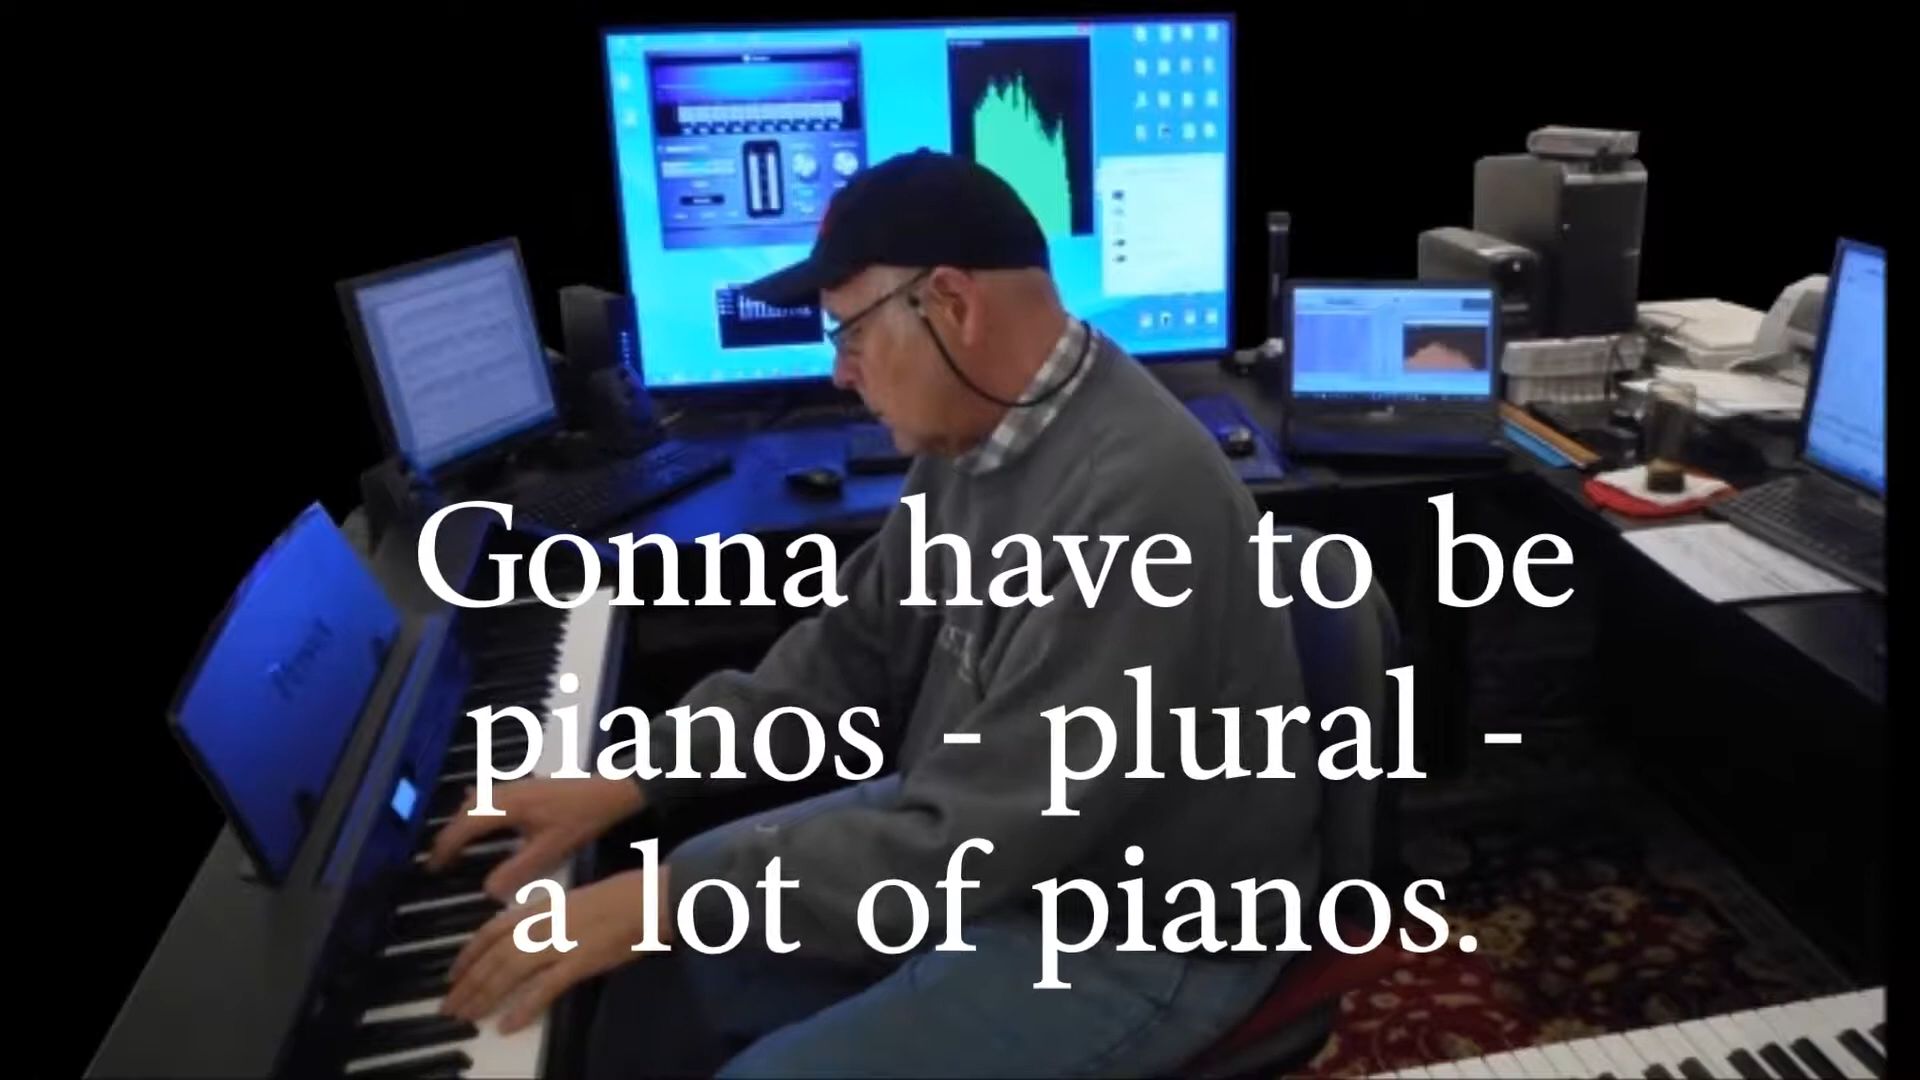 Gonna have to be
pianos - plural -
a lot of pianos.